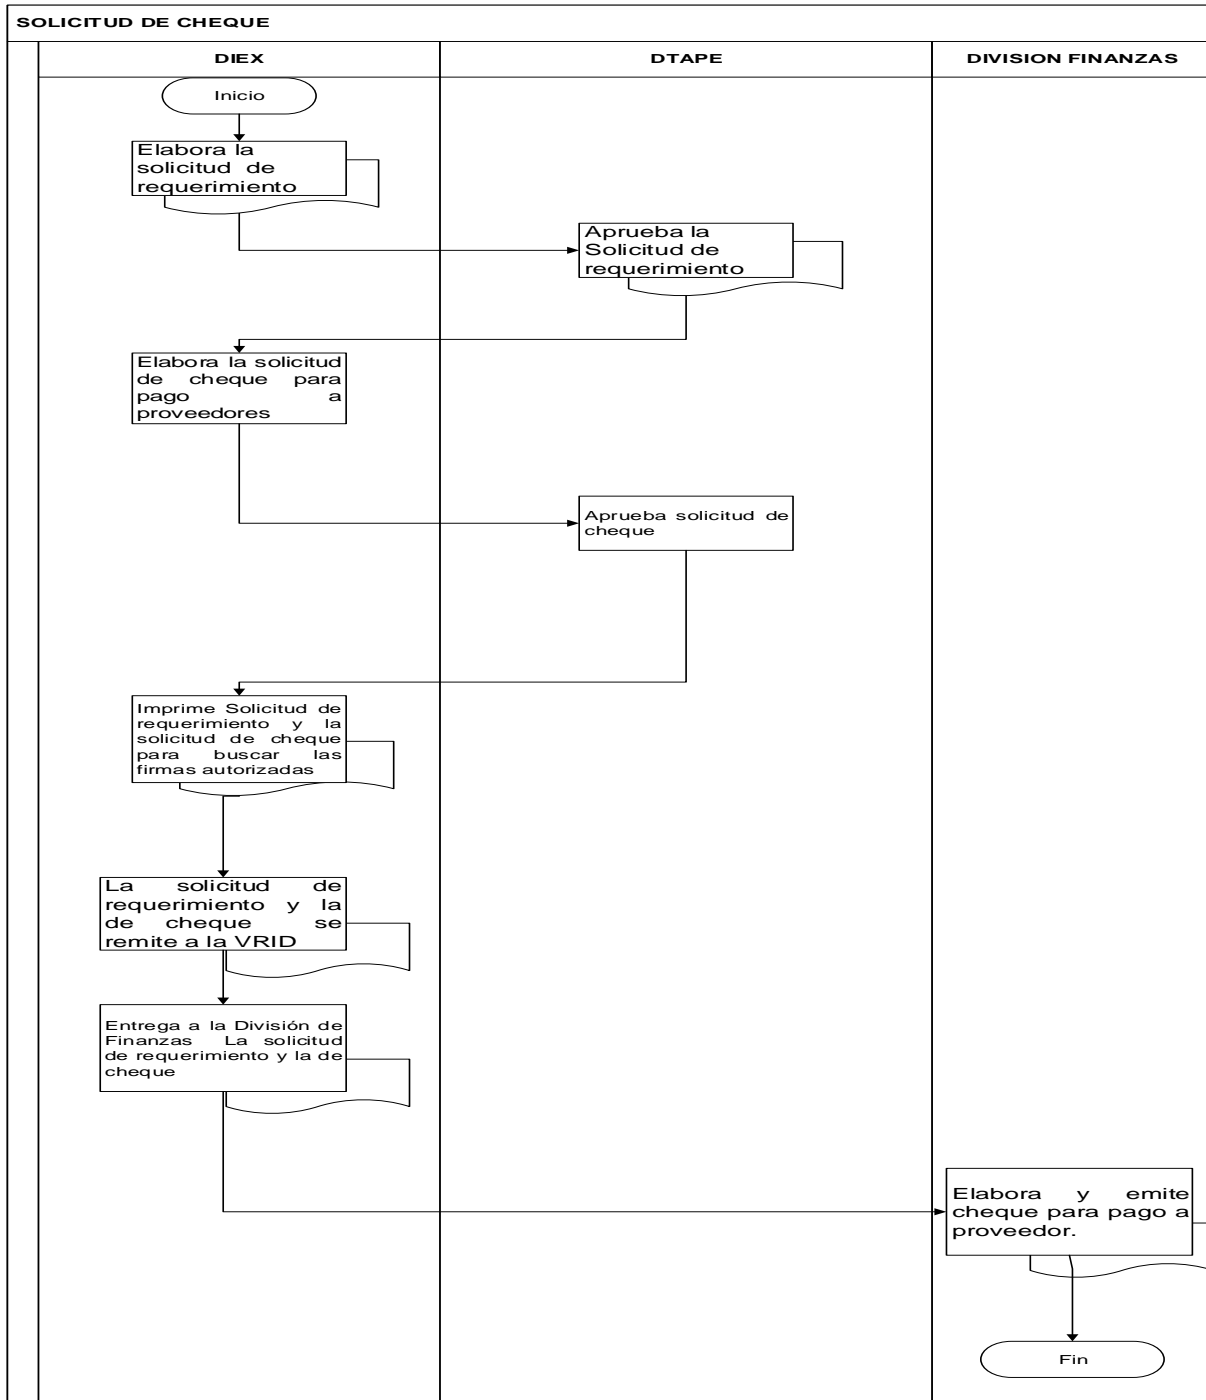 SOLICITUD DE CHEQUE
DIEX
DTAPE
DIVISION FINANZAS
Inicio
Elabora la
solicitud de
requerimiento
Aprueba la
Solicitud de
requerimiento
Elabora la solicitud
de cheque para
pago a
proveedores
Aprueba solicitud de
cheque
Imprime Solicitud de
requerimiento y la
solicitud de cheque
para buscar las
firmas autorizadas
La solicitud de
requerimiento y la
de cheque se
remite a la VRID
Entrega a la División de
Finanzas La solicitud
de requerimiento y la de
cheque
Elabora y emite
cheque para pago a
proveedor.
Fin